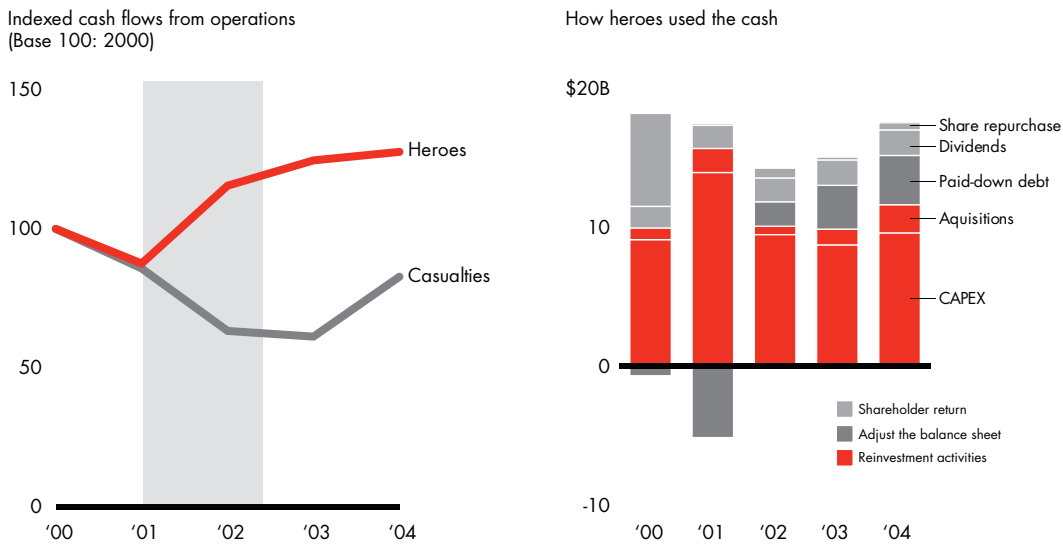 Indexed cash flows from operations
(Base 100: 2000)
150
100
50
0
‘00
‘01
‘02
‘03
‘04
Heroes
Casualties
How heroes used the cash
$20B
10
0
-10
‘00
‘01
‘02
‘03
‘04
Share repurchase
Dividends
Paid-down debt
Aquisitions
CAPEX
Shareholder return
Adjust the balance sheet
Reinvestment activities